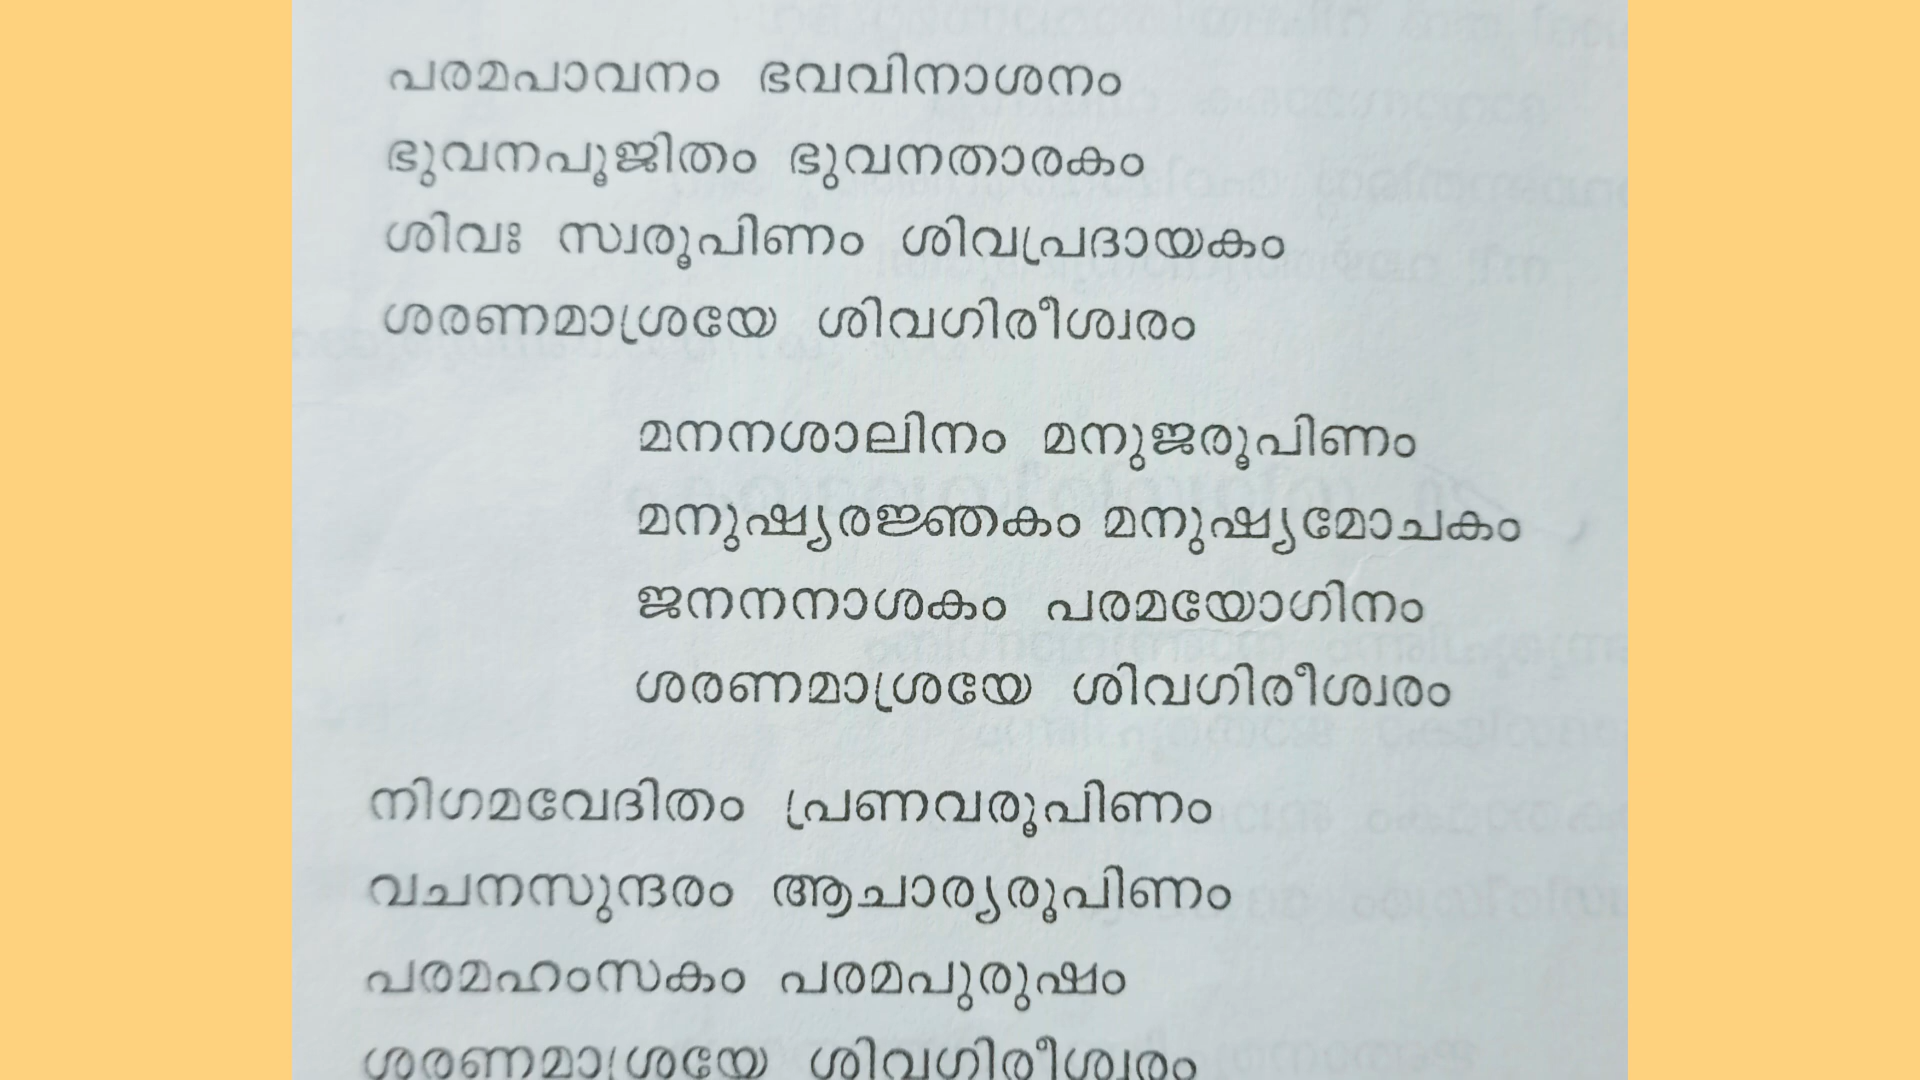 പരമപാവനം ഭവവിനാശനം
ഭുവനപൂജിതം ഭുവനതാരകം
ശിവഃ സ്വരൂപിണം ശിവപ്രദായകം
ശരണമാശ്രയേ ശിവഗിരീശ്വരം
മനനശാലിനം മനുജരൂപിണം
മനുഷ്യരഞ്ഞകം മനുഷ്യമോചകം
ജനനനാശകം പരമയോഗിനം
ശരണമാശ്രയേ ശിവഗിരീശ്വരം
നിഗമവേദിതം പ്രണവരൂപിണം
വചനസുന്ദരം ആചാര്യരൂപിണം
പരമഹംസകം പരമപുരുഷം
ശരണമാശ്രയേ ശിവഗിരീശ്വരം